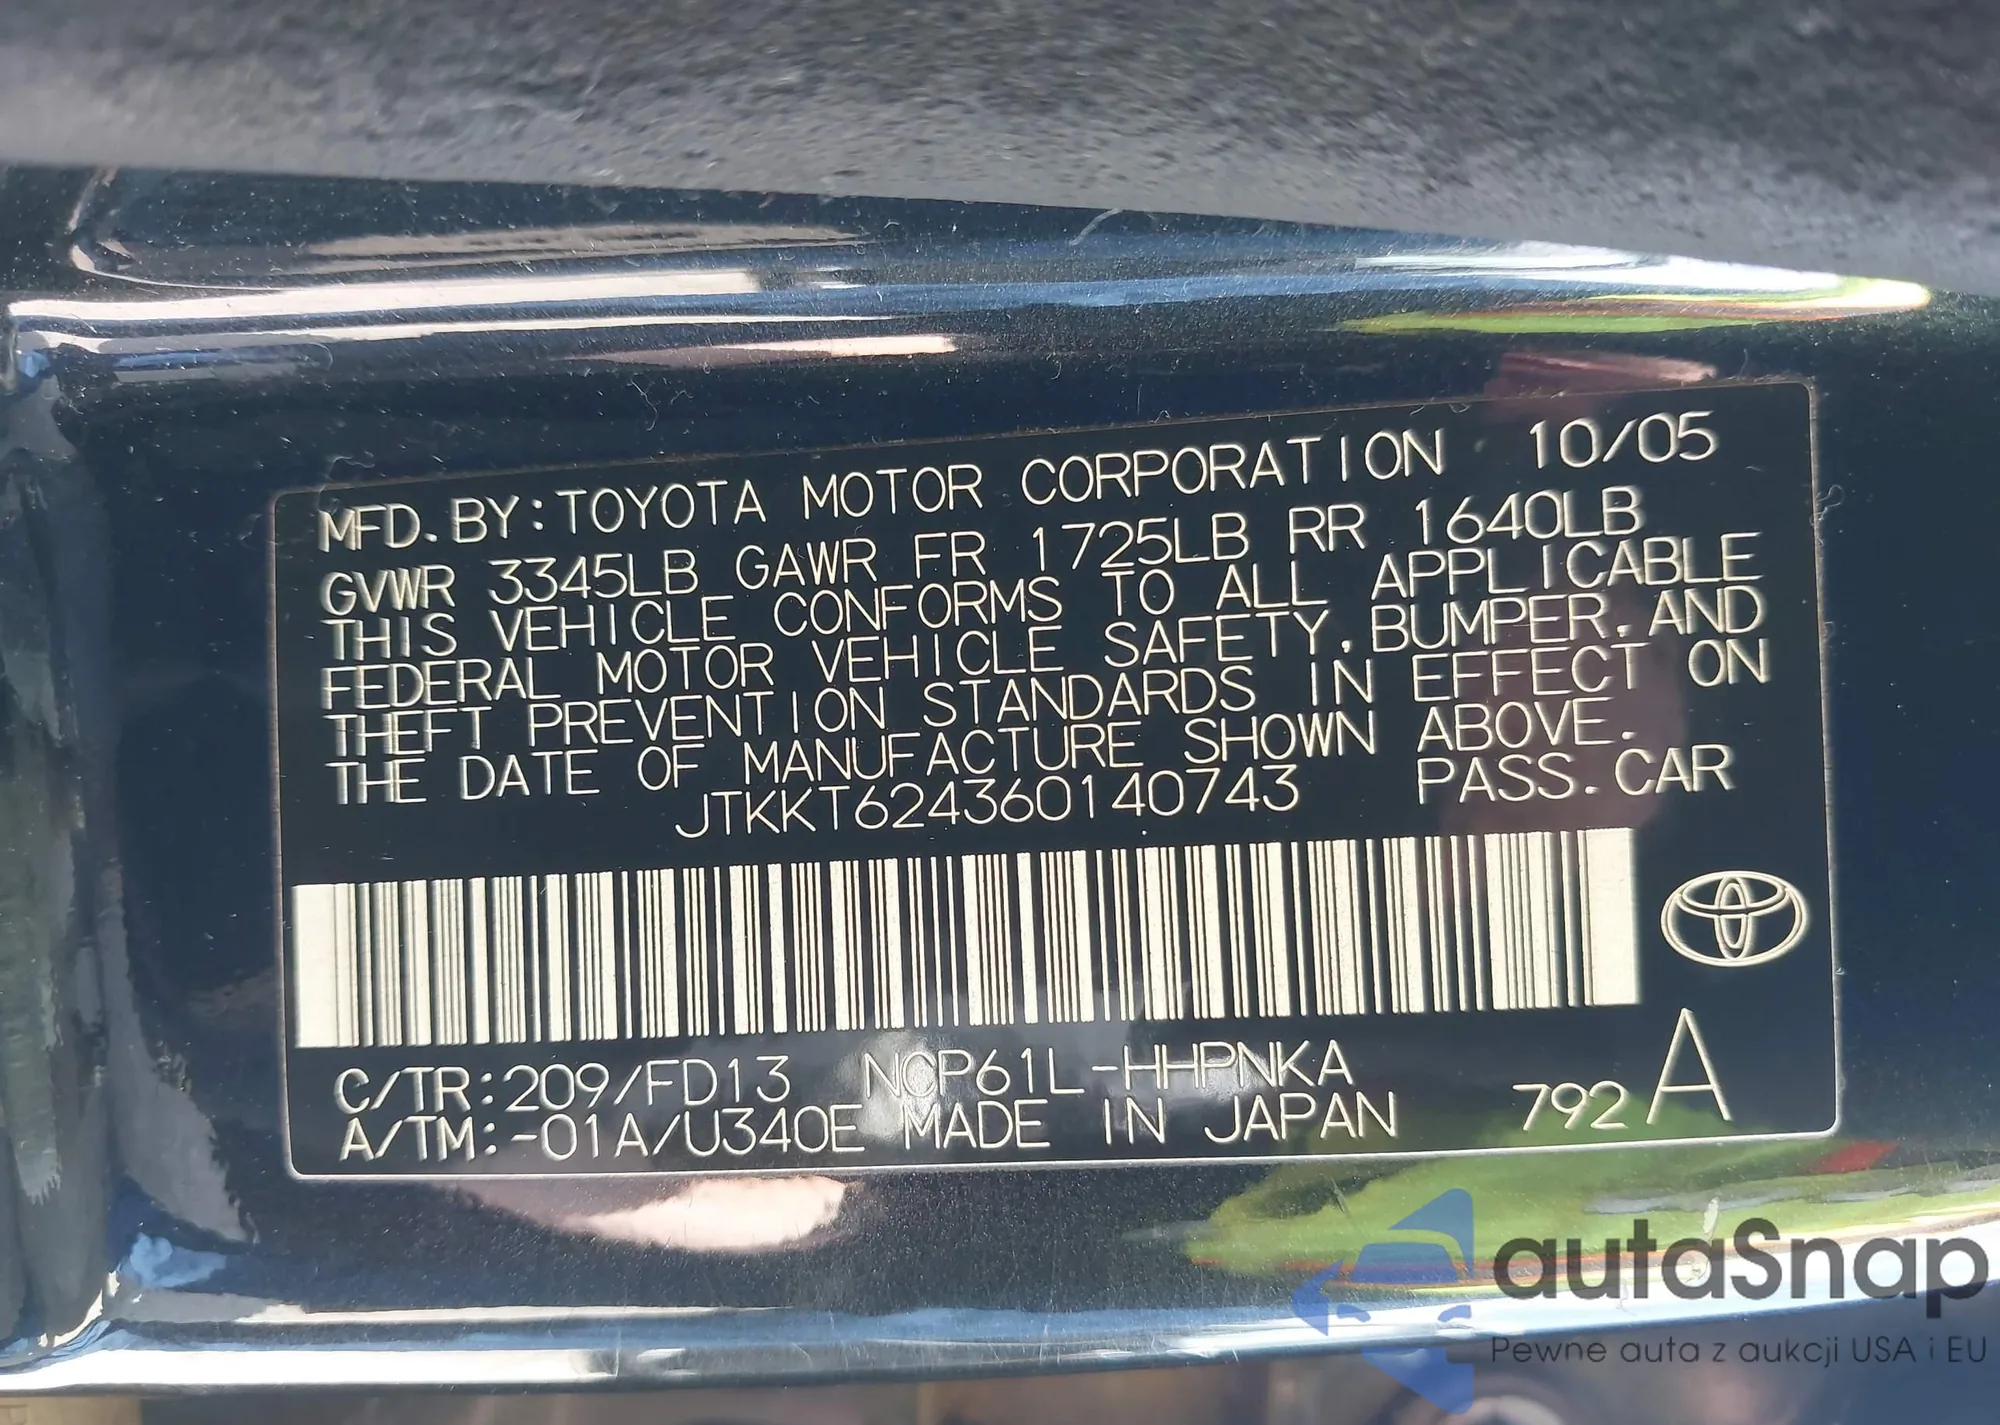 MFD. BY: TOYOTA MOTOR CORPORATION 10/05
GVWR 3345LB GAWR FR 1725LB RR 1640LB
THIS VEHICLE CONFORMS TO ALL APPLICABLE
FEDERAL MOTOR VEHICLE SAFETY, BUMPER, AND
THEFT PREVENTION STANDARDS IN EFFECT ON
THE DATE OF MANUFACTURE SHOWN ABOVE.
JTKKT624360140743 PASS. CAR
C/TR: 209/FD13 NCP61L-HHPNKA
A/TM: -01A/U340E MADE IN JAPAN 792 A
autaSnap
Pewne auta z aukcji USA i EU